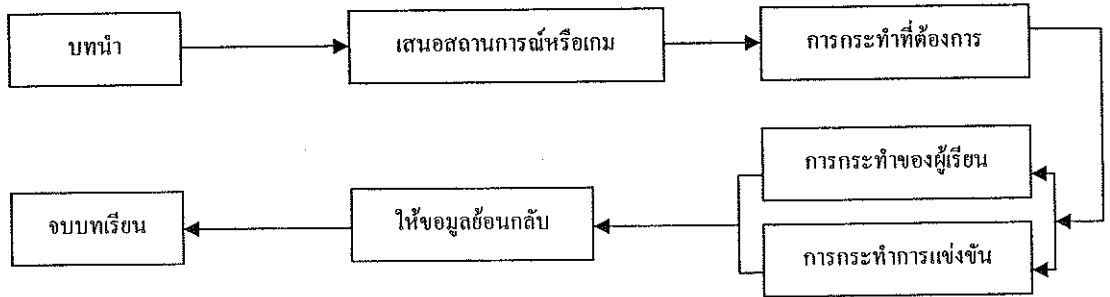 บทนำ
เสนอสถานการณ์หรือเกม
การกระทำที่ต้องการ
การกระทำของผู้เรียน
การกระทำการแข่งขัน
ให้ขอมูลย้อนกลับ
จบบทเรียน